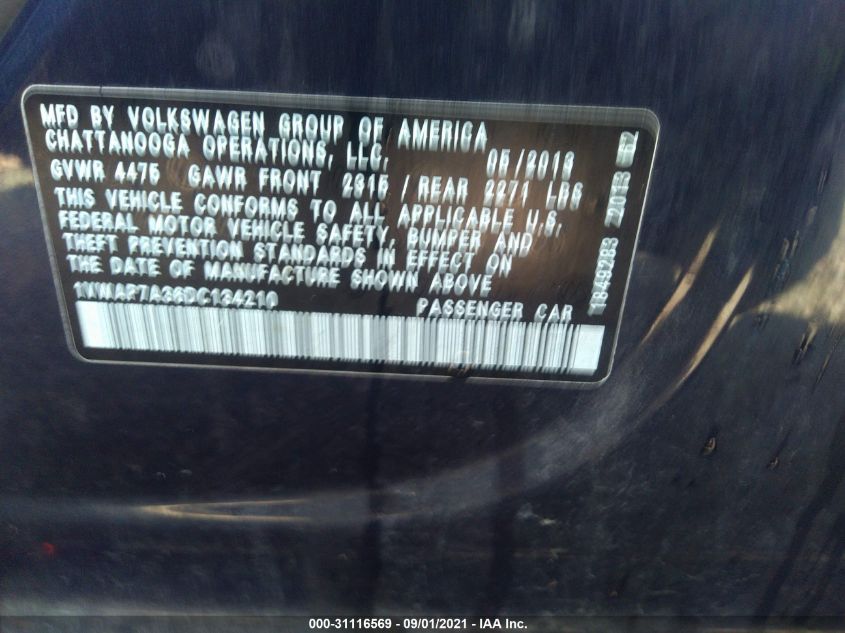 MFD BY VOLKSWAGEN GROUP OF AMERICA
CHATTANOOGA OPERATIONS, LLC. 05/2013
GVWR 4475 GAWR FRONT 2315 / REAR 2271 LBS
THIS VEHICLE CONFORMS TO ALL APPLICABLE U.S.
FEDERAL MOTOR VEHICLE SAFETY, BUMPER AND
THEFT PREVENTION STANDARDS IN EFFECT ON
THE DATE OF MANUFACTURE SHOWN ABOVE
1VWAP7A36DC134210 PASSENGER CAR
2013
000-31116569 - 09/01/2021 - IAA Inc.